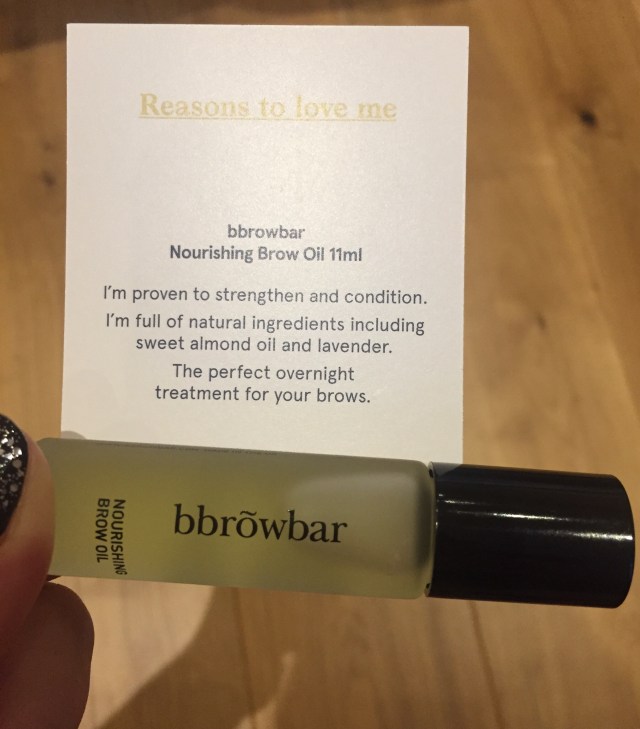 Reasons to love me
bbrowbar
Nourishing Brow Oil 11ml
I'm proven to strengthen and condition.
I'm full of natural ingredients including
sweet almond oil and lavender.
The perfect overnight
treatment for your brows.
bbrõwbar
NOURISHING
BROW OIL